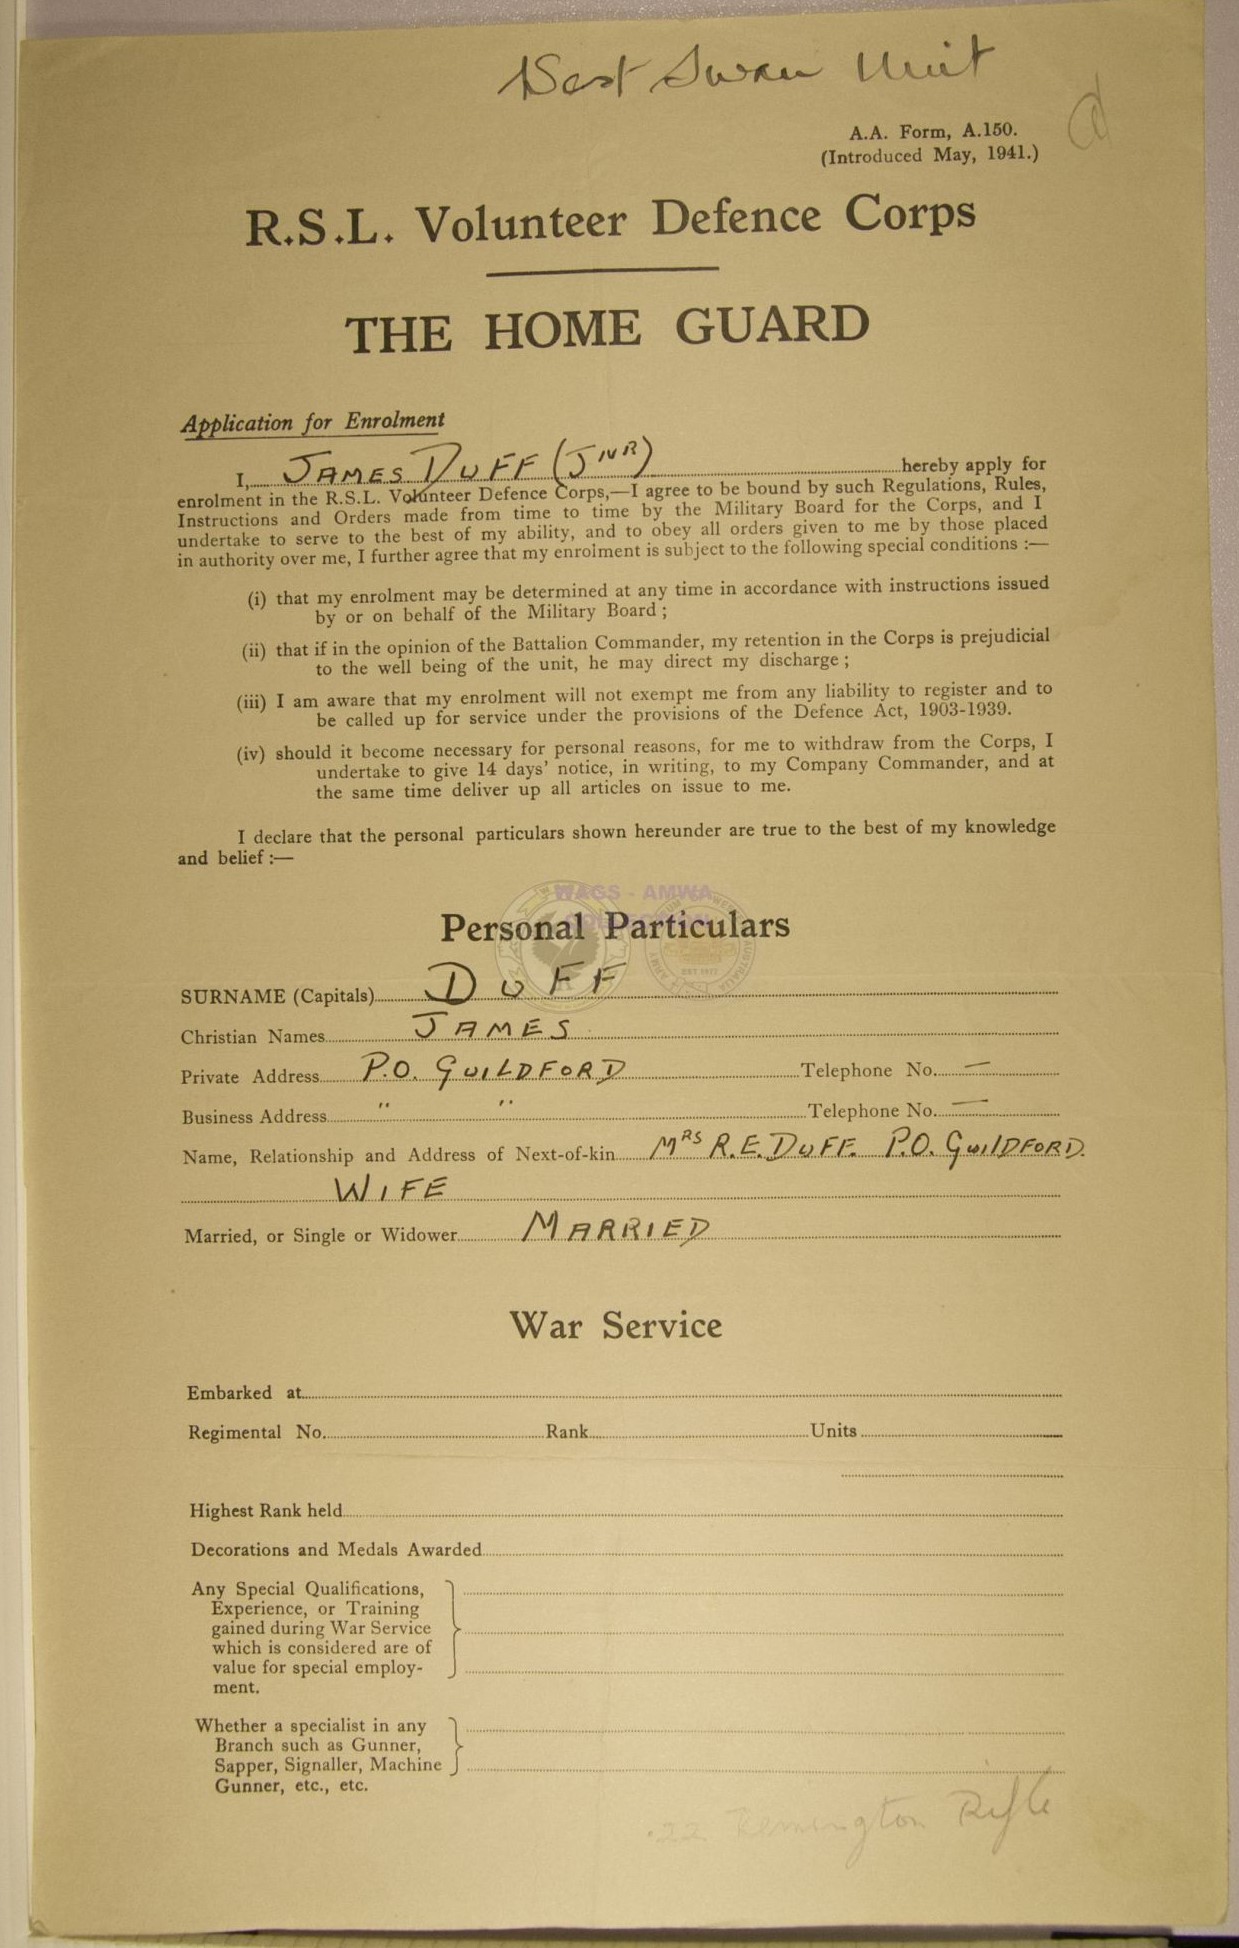 West Swan Unit
A.A. Form, A.150.
(Introduced May, 1941.)
R.S.L. Volunteer Defence Corps
THE HOME GUARD
Application for Enrolment
I, JAMES DUFF (JNR) hereby apply for
enrolment in the R.S.L. Volunteer Defence Corps,—I agree to be bound by such Regulations, Rules,
Instructions and Orders made from time to time by the Military Board for the Corps, and I
undertake to serve to the best of my ability, and to obey all orders given to me by those placed
in authority over me, I further agree that my enrolment is subject to the following special conditions :—
(i) that my enrolment may be determined at any time in accordance with instructions issued
by or on behalf of the Military Board ;
(ii) that if in the opinion of the Battalion Commander, my retention in the Corps is prejudicial
to the well being of the unit, he may direct my discharge ;
(iii) I am aware that my enrolment will not exempt me from any liability to register and to
be called up for service under the provisions of the Defence Act, 1903-1939.
(iv) should it become necessary for personal reasons, for me to withdraw from the Corps, I
undertake to give 14 days' notice, in writing, to my Company Commander, and at
the same time deliver up all articles on issue to me.
I declare that the personal particulars shown hereunder are true to the best of my knowledge
and belief :—
WAGS - AMWA
Personal Particulars
SURNAME (Capitals) DUFF
Christian Names JAMES
Private Address P.O. GUILDFORD Telephone No. —
Business Address " " Telephone No. —
Name, Relationship and Address of Next-of-kin MRS R.E. DUFF. P.O. GUILDFORD.
WIFE
Married, or Single or Widower MARRIED
War Service
Embarked at
Regimental No. Rank Units
Highest Rank held
Decorations and Medals Awarded
Any Special Qualifications,
Experience, or Training
gained during War Service
which is considered are of
value for special employ-
ment.
Whether a specialist in any
Branch such as Gunner,
Sapper, Signaller, Machine
Gunner, etc., etc.
.22 Remington Rifle